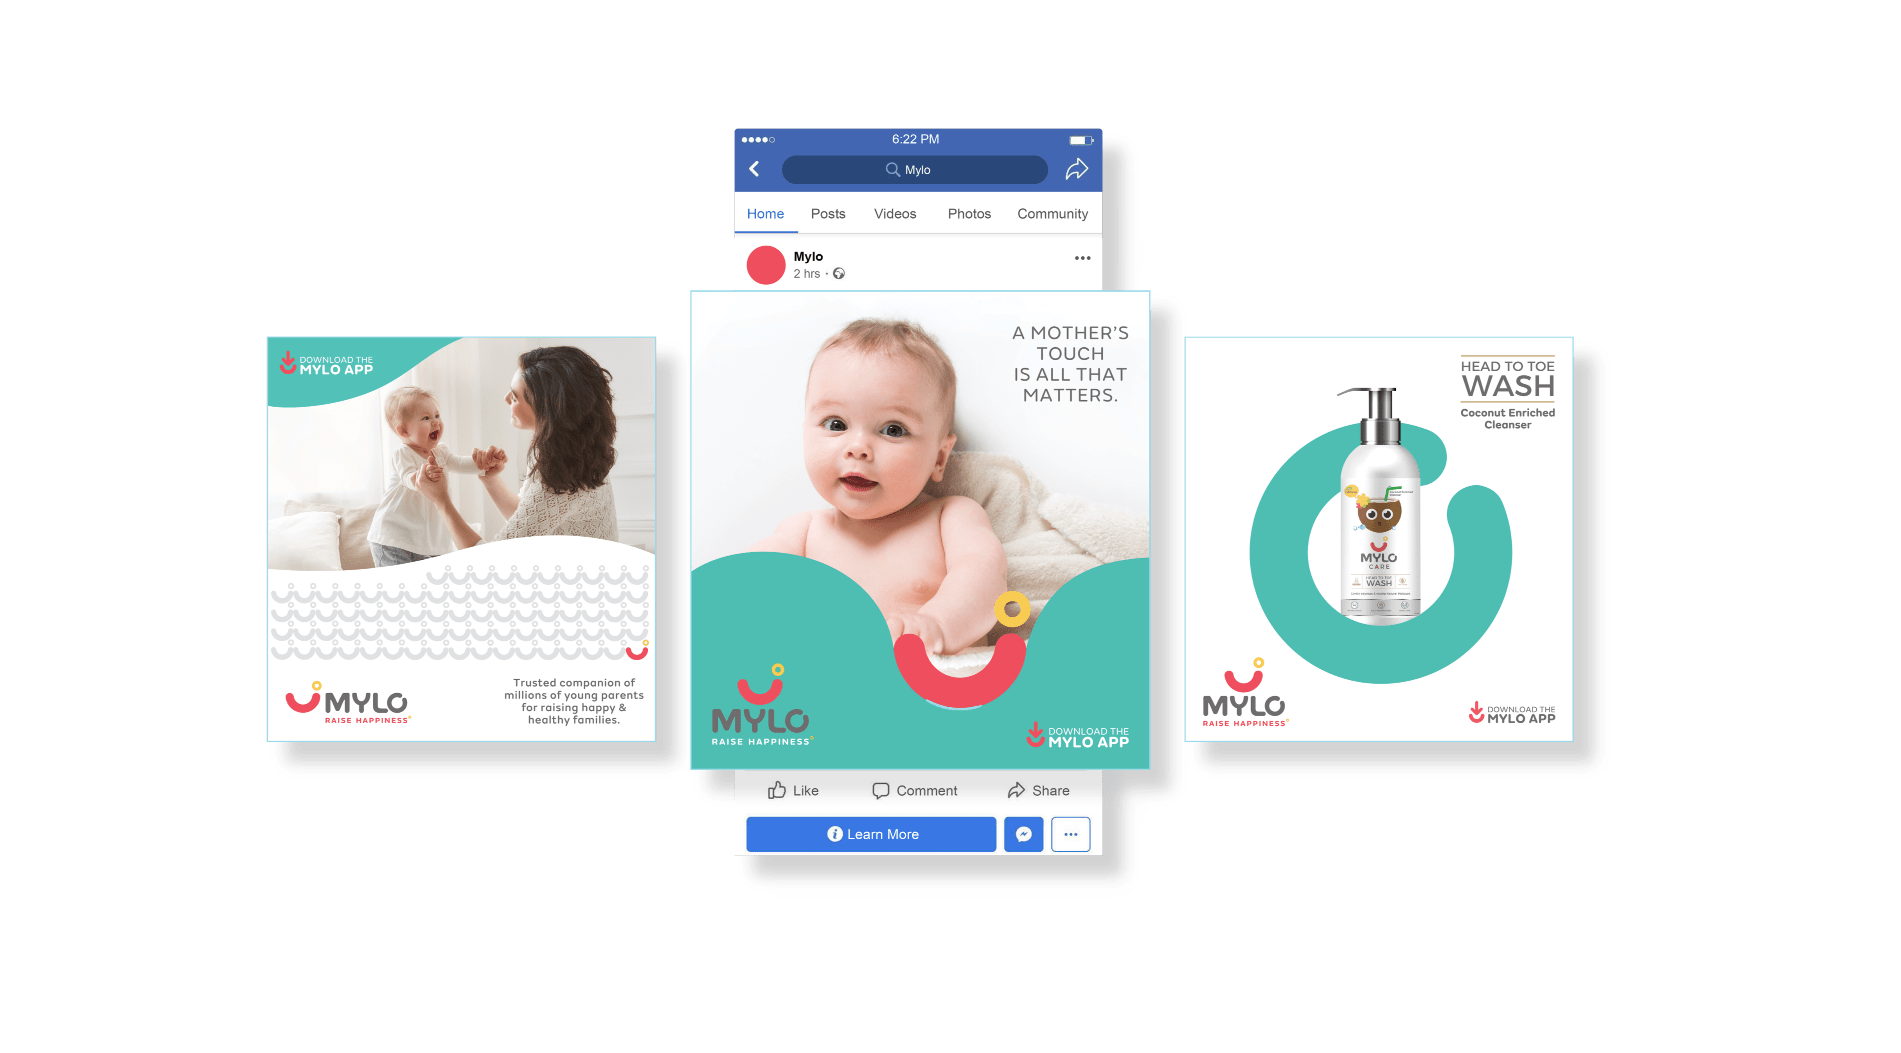 6:22 PM
Mylo
Home Posts Videos Photos Community
Mylo
2 hrs
DOWNLOAD THE
MYLO APP
MYLO
RAISE HAPPINESS
Trusted companion of
millions of young parents
for raising happy &
healthy families.
A MOTHER'S
TOUCH
IS ALL THAT
MATTERS.
MYLO
RAISE HAPPINESS
DOWNLOAD THE
MYLO APP
HEAD TO TOE
WASH
Coconut Enriched
Cleanser
MYLO
CARE
HEAD TO TOE
WASH
MYLO
RAISE HAPPINESS
DOWNLOAD THE
MYLO APP
Like Comment Share
Learn More